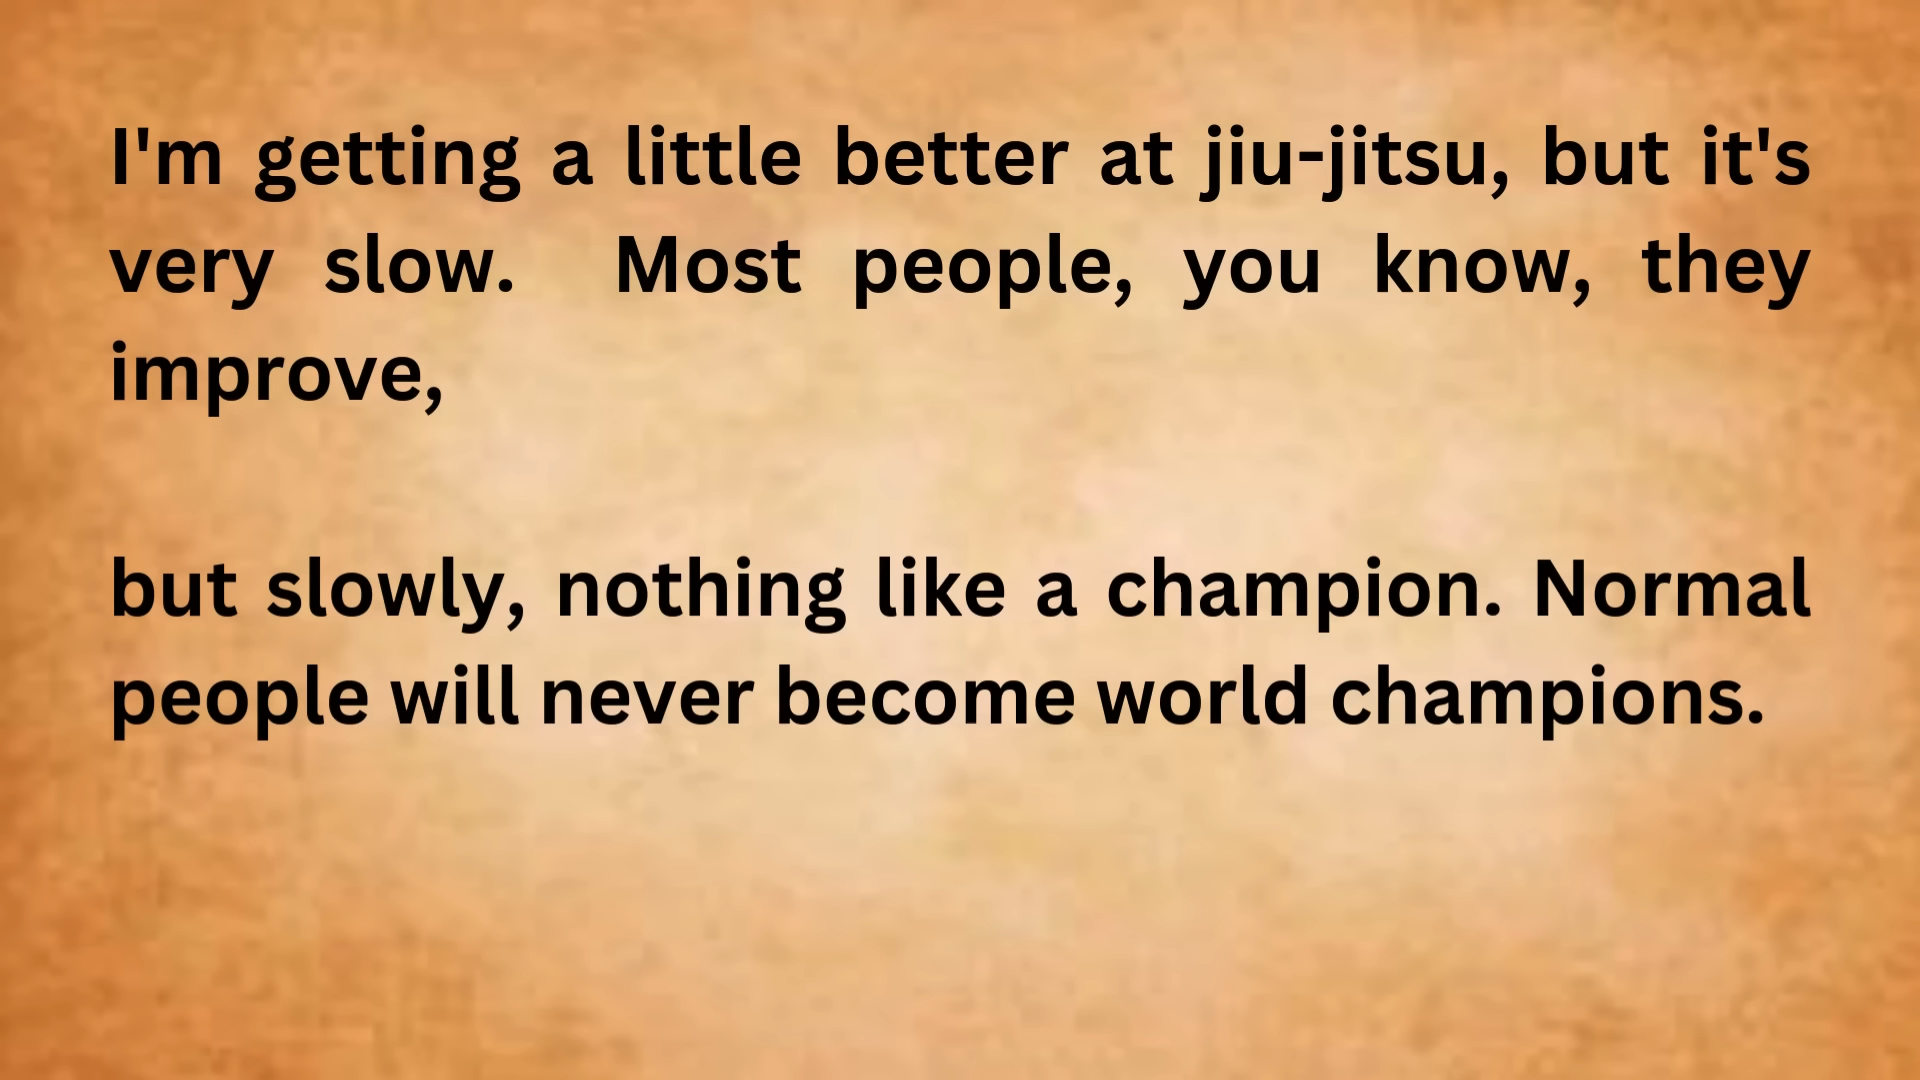 I'm getting a little better at jiu-jitsu, but it's
very slow.  Most people, you know, they
improve,
but slowly, nothing like a champion. Normal
people will never become world champions.